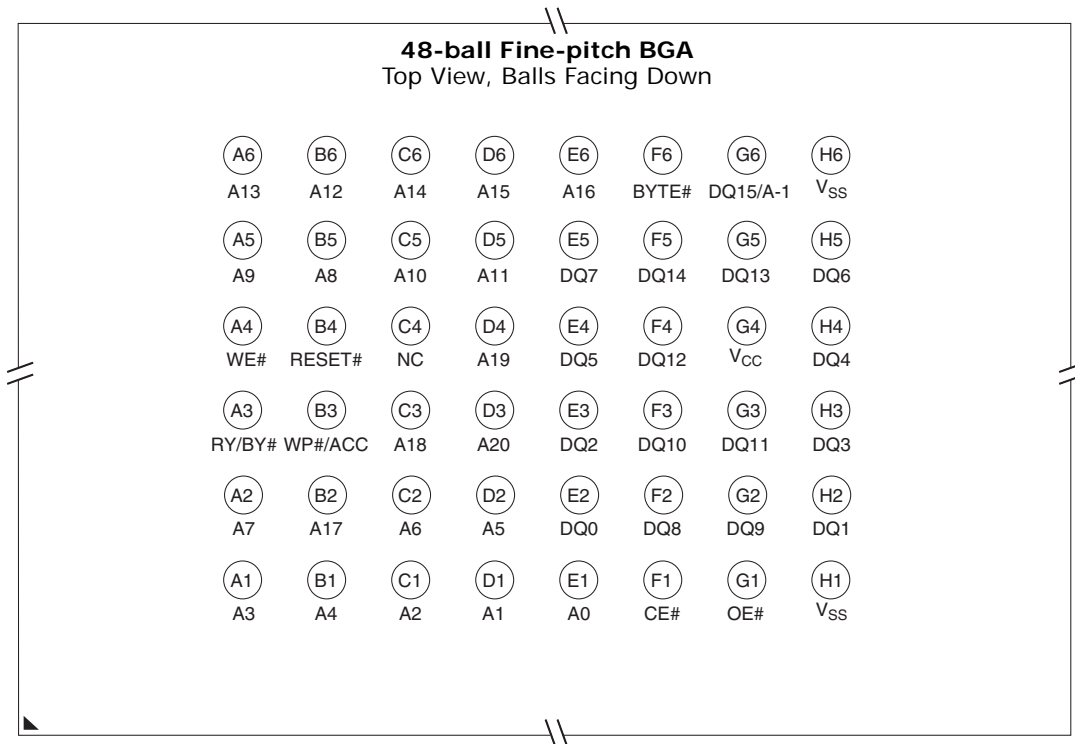 48-ball Fine-pitch BGA
Top View, Balls Facing Down
A6 B6 C6 D6 E6 F6 G6 H6
A13 A12 A14 A15 A16 BYTE# DQ15/A-1 VSS
A5 B5 C5 D5 E5 F5 G5 H5
A9 A8 A10 A11 DQ7 DQ14 DQ13 DQ6
A4 B4 C4 D4 E4 F4 G4 H4
WE# RESET# NC A19 DQ5 DQ12 VCC DQ4
A3 B3 C3 D3 E3 F3 G3 H3
RY/BY# WP#/ACC A18 A20 DQ2 DQ10 DQ11 DQ3
A2 B2 C2 D2 E2 F2 G2 H2
A7 A17 A6 A5 DQ0 DQ8 DQ9 DQ1
A1 B1 C1 D1 E1 F1 G1 H1
A3 A4 A2 A1 A0 CE# OE# VSS